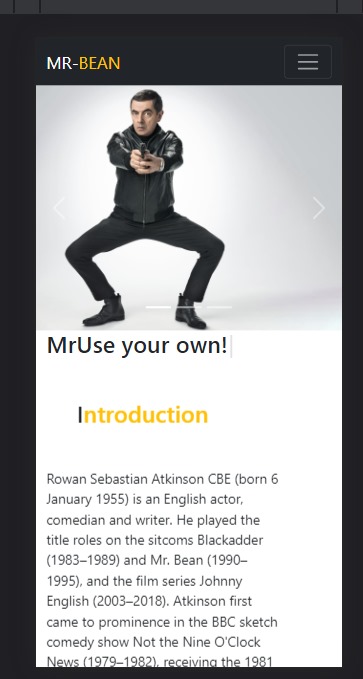 MR-BEAN
MrUse your own!
Introduction
Rowan Sebastian Atkinson CBE (born 6
January 1955) is an English actor,
comedian and writer. He played the
title roles on the sitcoms Blackadder
(1983–1989) and Mr. Bean (1990–
1995), and the film series Johnny
English (2003–2018). Atkinson first
came to prominence in the BBC sketch
comedy show Not the Nine O'Clock
News (1979–1982), receiving the 1981